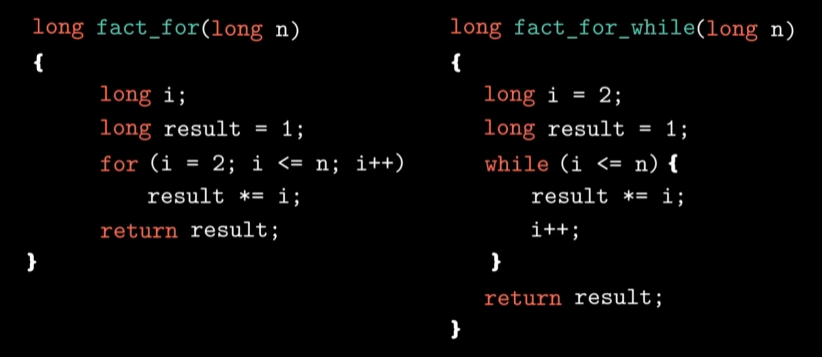 long fact_for(long n)
{
long i;
long result = 1;
for (i = 2; i <= n; i++)
result *= i;
return result;
}
long fact_for_while(long n)
{
long i = 2;
long result = 1;
while (i <= n) {
result *= i;
i++;
}
return result;
}